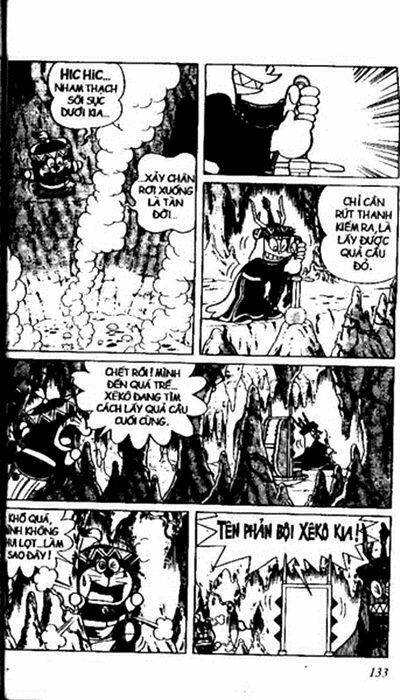 HIC HIC...
NHAM THẠCH
SÔI SỤC
DƯỚI KIA...
...XẨY CHÂN
RƠI XUỐNG
LÀ TÀN
ĐỜI...
CHỈ CẦN
RÚT THANH
KIẾM RA, LÀ
LẤY ĐƯỢC
QUẢ CẦU
ĐÓ.
CHẾT RỒI! MÌNH
ĐẾN QUÁ TRỄ...
XÊKÔ ĐANG TÌM
CÁCH LẤY QUẢ CẦU
CUỐI CÙNG.
KHỔ QUÁ,
KHÔNG
LỌT...LÀM
SAO ĐÂY!
TÊN PHẢN BỘI XÊKÔ KIA!
133